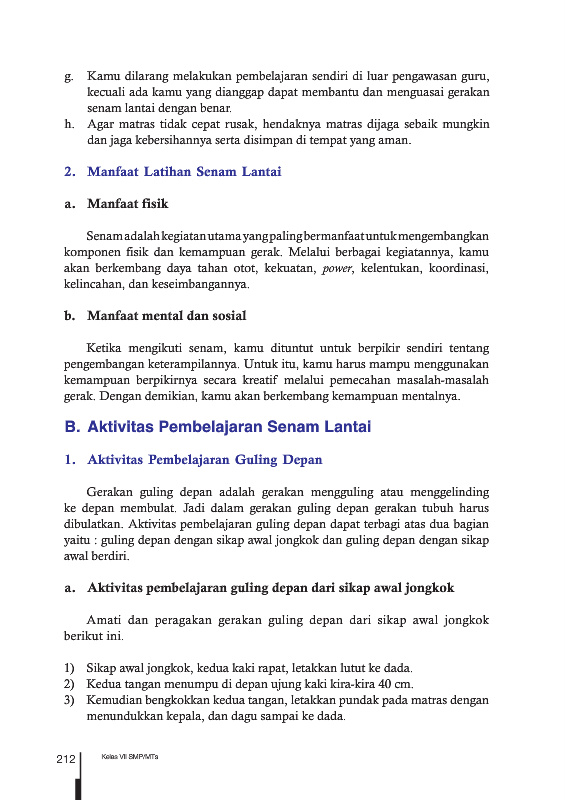 g. Kamu dilarang melakukan pembelajaran sendiri di luar pengawasan guru,
kecuali ada kamu yang dianggap dapat membantu dan menguasai gerakan
senam lantai dengan benar.
h. Agar matras tidak cepat rusak, hendaknya matras dijaga sebaik mungkin
dan jaga kebersihannya serta disimpan di tempat yang aman.
2. Manfaat Latihan Senam Lantai
a. Manfaat fisik
Senam adalah kegiatan utama yang paling bermanfaat untuk mengembangkan
komponen fisik dan kemampuan gerak. Melalui berbagai kegiatannya, kamu
akan berkembang daya tahan otot, kekuatan, power, kelentukan, koordinasi,
kelincahan, dan keseimbangannya.
b. Manfaat mental dan sosial
Ketika mengikuti senam, kamu dituntut untuk berpikir sendiri tentang
pengembangan keterampilannya. Untuk itu, kamu harus mampu menggunakan
kemampuan berpikirnya secara kreatif melalui pemecahan masalah-masalah
gerak. Dengan demikian, kamu akan berkembang kemampuan mentalnya.
B. Aktivitas Pembelajaran Senam Lantai
1. Aktivitas Pembelajaran Guling Depan
Gerakan guling depan adalah gerakan mengguling atau menggelinding
ke depan membulat. Jadi dalam gerakan guling depan gerakan tubuh harus
dibulatkan. Aktivitas pembelajaran guling depan dapat terbagi atas dua bagian
yaitu : guling depan dengan sikap awal jongkok dan guling depan dengan sikap
awal berdiri.
a. Aktivitas pembelajaran guling depan dari sikap awal jongkok
Amati dan peragakan gerakan guling depan dari sikap awal jongkok
berikut ini.
1) Sikap awal jongkok, kedua kaki rapat, letakkan lutut ke dada.
2) Kedua tangan menumpu di depan ujung kaki kira-kira 40 cm.
3) Kemudian bengkokkan kedua tangan, letakkan pundak pada matras dengan
menundukkan kepala, dan dagu sampai ke dada.
212 Kelas VII SMP/MTs